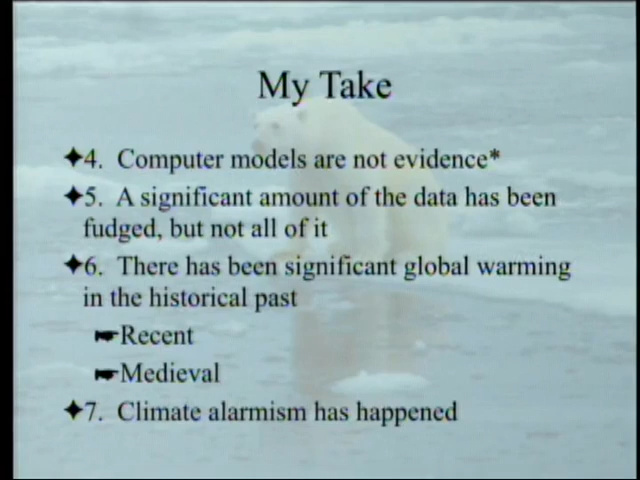 My Take
4. Computer models are not evidence*
5. A significant amount of the data has been
fudged, but not all of it
6. There has been significant global warming
in the historical past
Recent
Medieval
7. Climate alarmism has happened